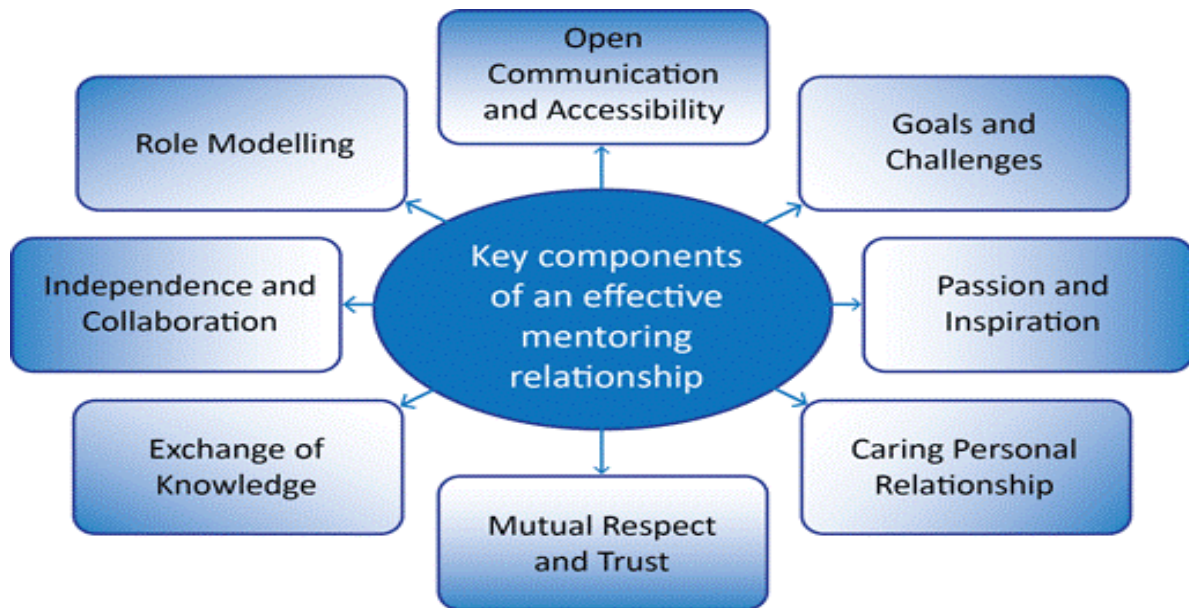 Open
Communication
and Accessibility
Goals and
Challenges
Role Modelling
Key components
of an effective
mentoring
relationship
Independence and
Collaboration
Passion and
Inspiration
Exchange of
Knowledge
Caring Personal
Relationship
Mutual Respect
and Trust